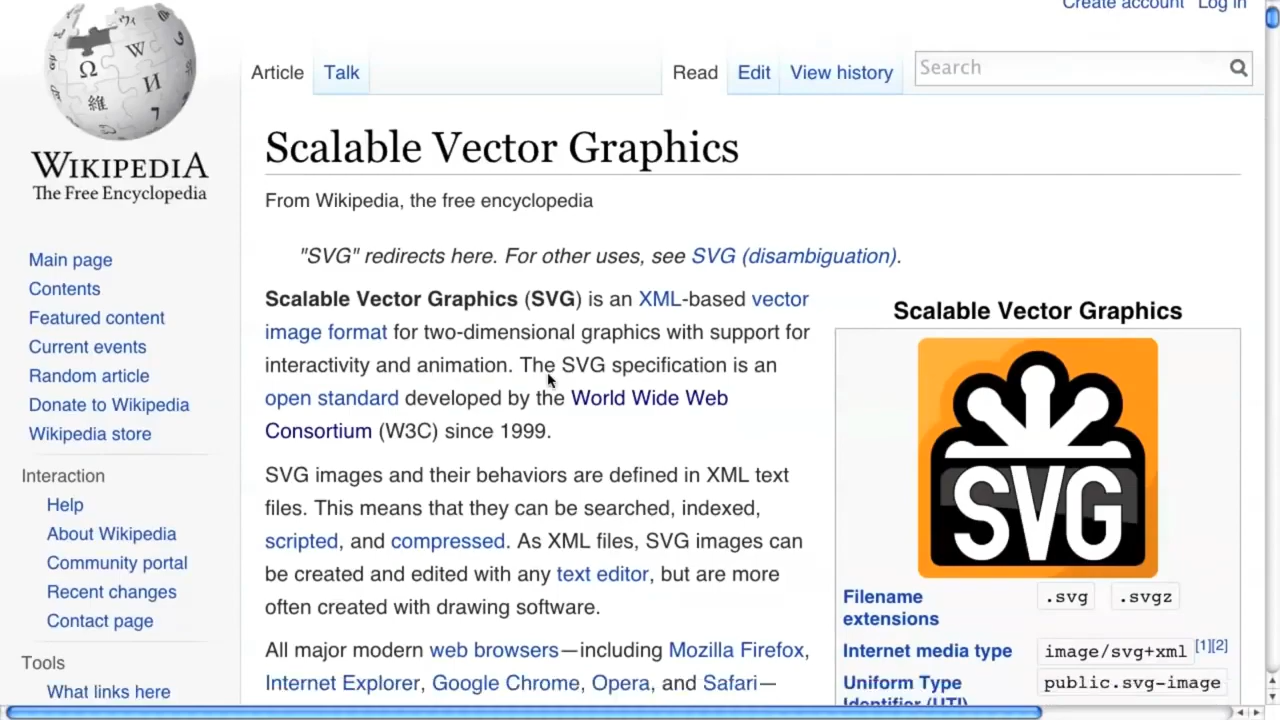 Create account Log in
Article Talk Read Edit View history Search
WIKIPEDIA
The Free Encyclopedia
Main page
Contents
Featured content
Current events
Random article
Donate to Wikipedia
Wikipedia store
Interaction
Help
About Wikipedia
Community portal
Recent changes
Contact page
Tools
What links here
Scalable Vector Graphics
From Wikipedia, the free encyclopedia
"SVG" redirects here. For other uses, see SVG (disambiguation).
Scalable Vector Graphics (SVG) is an XML-based vector
image format for two-dimensional graphics with support for
interactivity and animation. The SVG specification is an
open standard developed by the World Wide Web
Consortium (W3C) since 1999.
SVG images and their behaviors are defined in XML text
files. This means that they can be searched, indexed,
scripted, and compressed. As XML files, SVG images can
be created and edited with any text editor, but are more
often created with drawing software.
All major modern web browsers—including Mozilla Firefox,
Internet Explorer, Google Chrome, Opera, and Safari—
Scalable Vector Graphics
SVG
Filename extensions .svg .svgz
Internet media type image/svg+xml [1][2]
Uniform Type public.svg-image
Identifier (UTI)